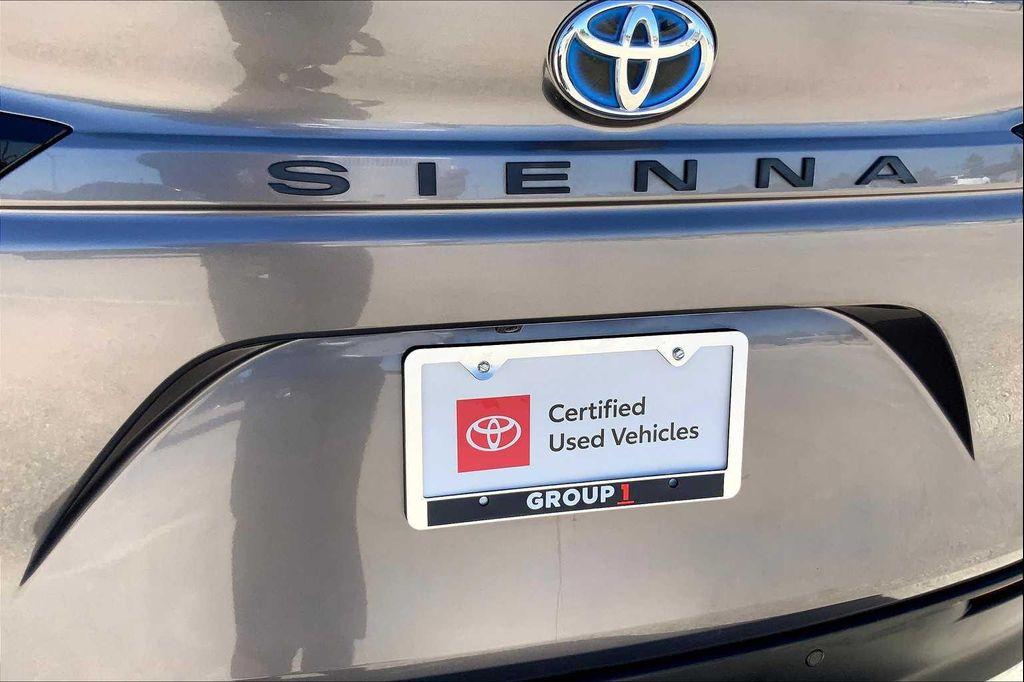 SIENNA
Certified
Used Vehicles
GROUP 1